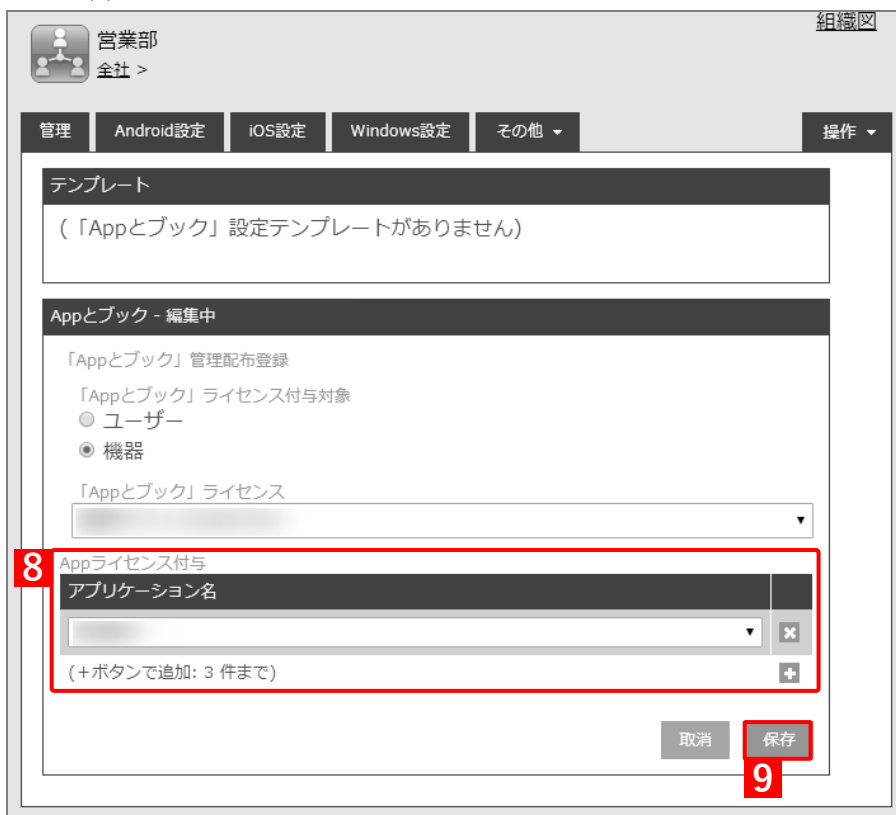 組織図
営業部
全社 >
管理 Android設定 iOS設定 Windows設定 その他 ▼ 操作 ▼
テンプレート
(「Appとブック」設定テンプレートがありません)
Appとブック - 編集中
「Appとブック」管理配布登録
「Appとブック」ライセンス付与対象
ユーザー
機器
「Appとブック」ライセンス
8
Appライセンス付与
アプリケーション名
(+ボタンで追加: 3 件まで)
取消 保存
9